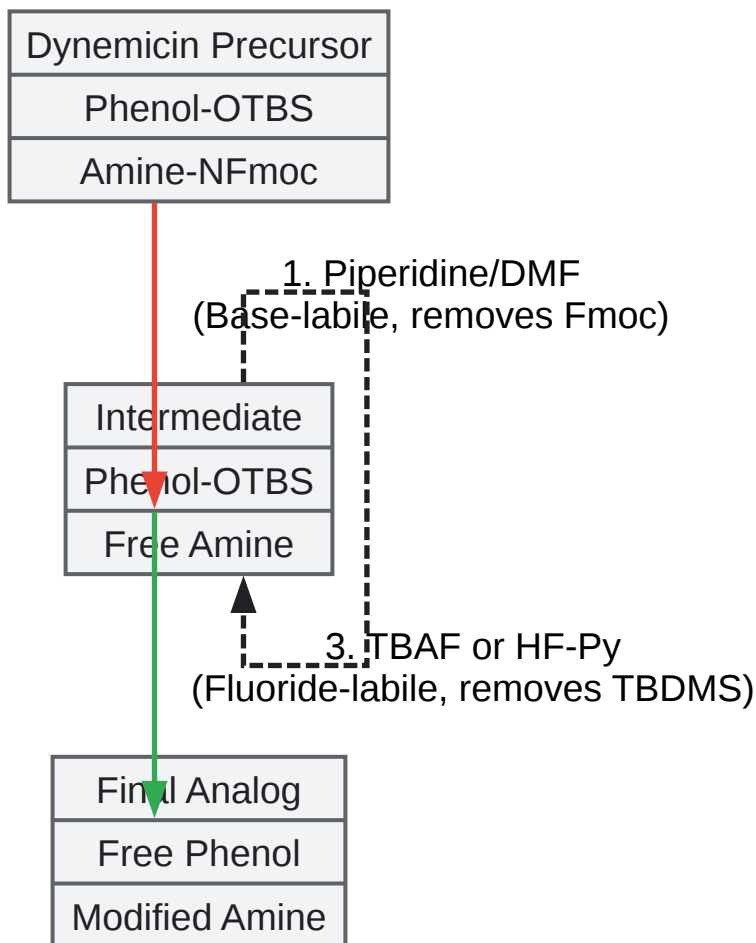 Dynemicin Precursor
Phenol-OTBS
Amine-NFmoc
1. Piperidine/DMF
(Base-labile, removes Fmoc)
Intermediate
Phenol-OTBS
Free Amine
3. TBAF or HF-Py
(Fluoride-labile, removes TBDMS)
Final Analog
Free Phenol
Modified Amine